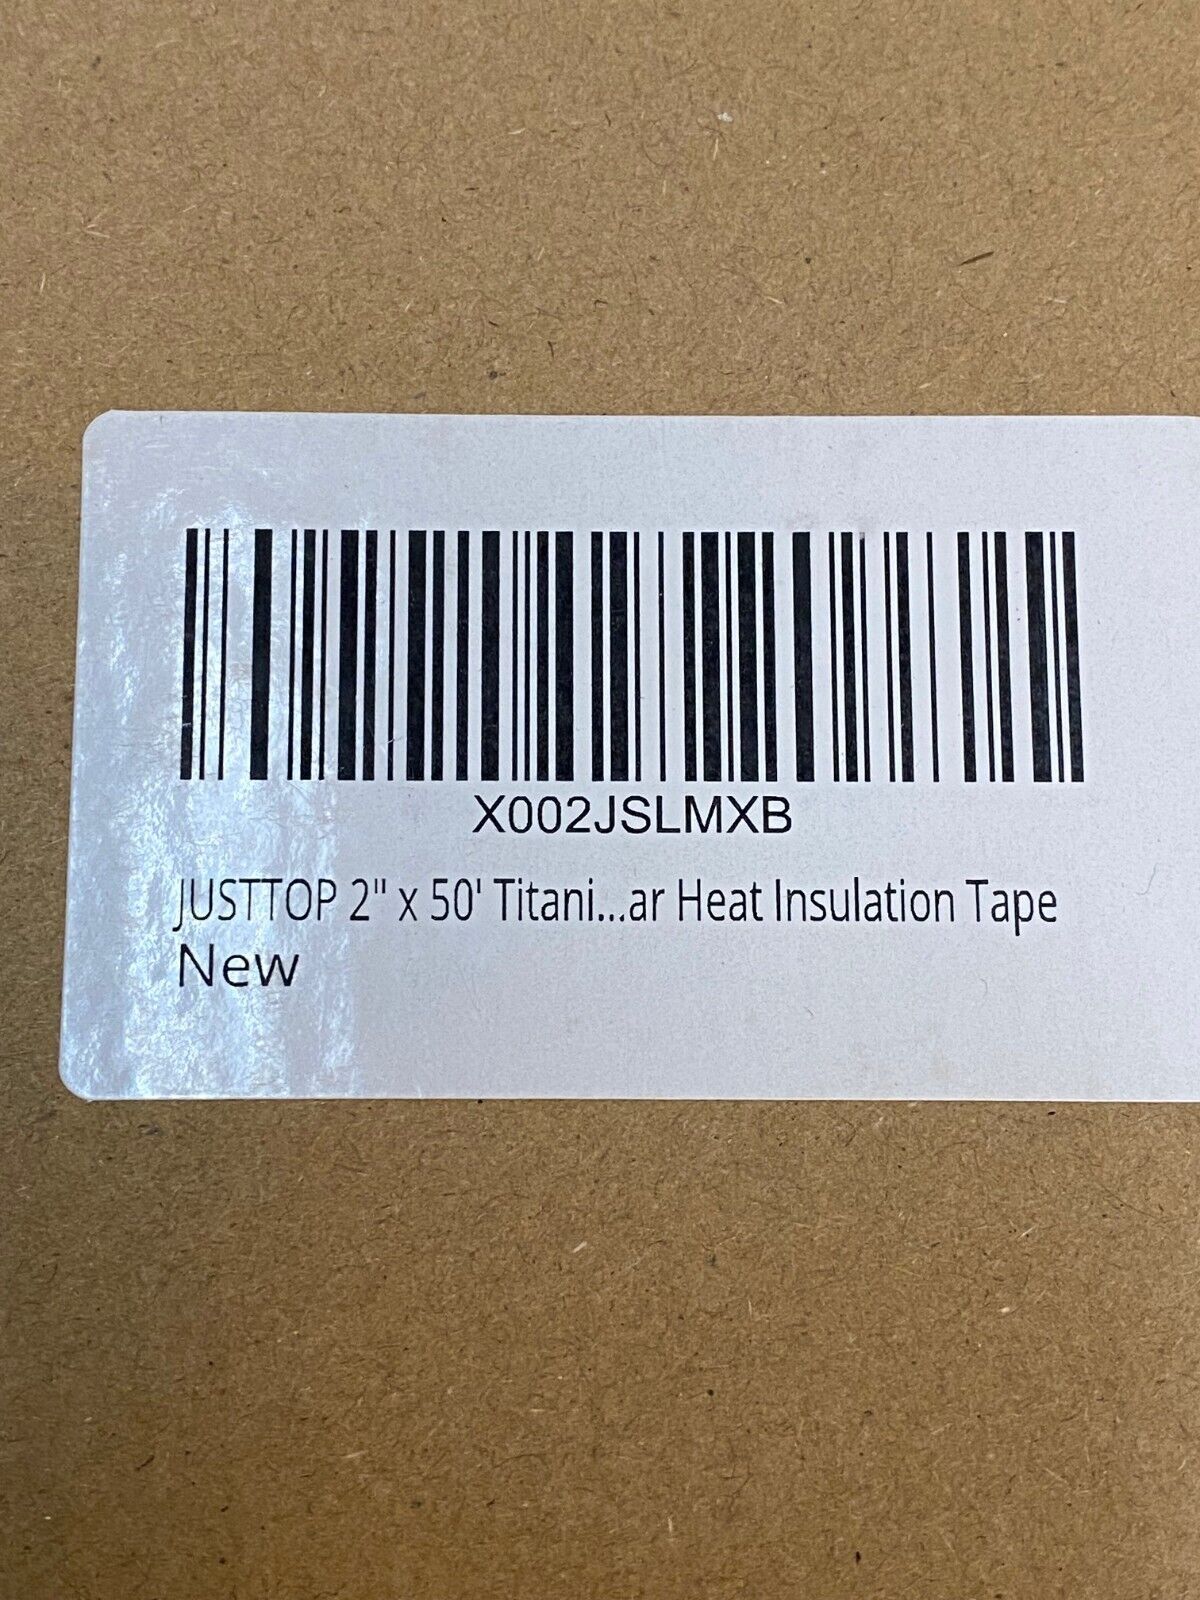 X002JSLMXB
JUSTTOP 2" x 50' Titani...ar Heat Insulation Tape
New